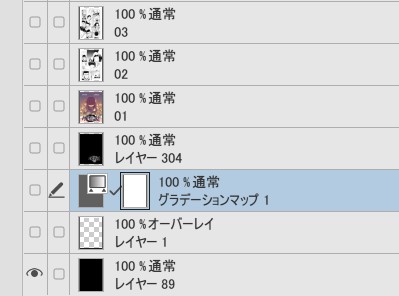 100 %通常
03
100 %通常
02
100 %通常
01
100 %通常
レイヤー 304
100 %通常
グラデーションマップ 1
100 %オーバーレイ
レイヤー 1
100 %通常
レイヤー 89